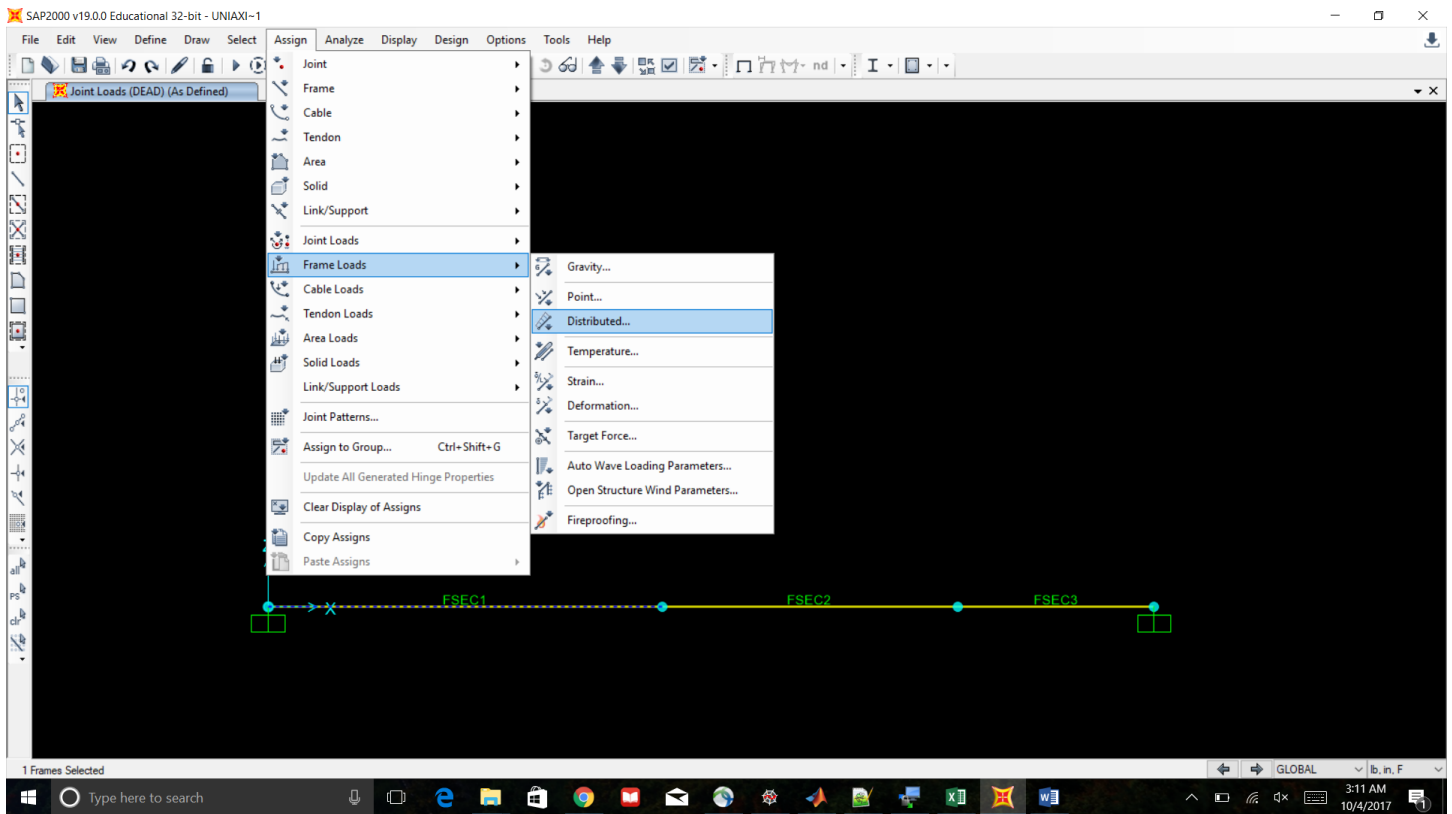 SAP2000 v19.0.0 Educational 32-bit - UNIAXI~1
File Edit View Define Draw Select Assign Analyze Display Design Options Tools Help
nd
Joint Loads (DEAD) (As Defined)
Joint
Frame
Cable
Tendon
Area
Solid
Link/Support
Joint Loads
Frame Loads
Cable Loads
Tendon Loads
Area Loads
Solid Loads
Link/Support Loads
Joint Patterns...
Assign to Group... Ctrl+Shift+G
Update All Generated Hinge Properties
Clear Display of Assigns
Copy Assigns
Paste Assigns
Gravity...
Point...
Distributed...
Temperature...
Strain...
Deformation...
Target Force...
Auto Wave Loading Parameters...
Open Structure Wind Parameters...
Fireproofing...
all
PS
clr
X
FSEC1 FSEC2 FSEC3
1 Frames Selected GLOBAL lb, in, F
Type here to search
3:11 AM
10/4/2017
1